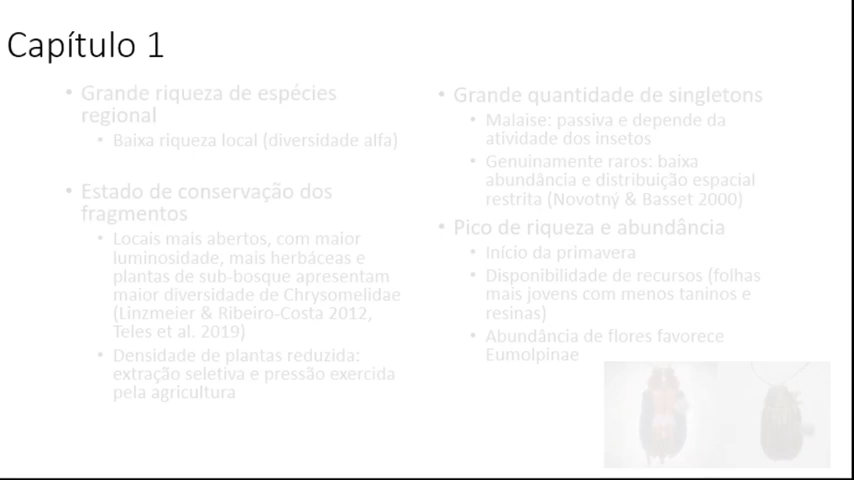 Capítulo 1
• Grande riqueza de espécies
regional
• Baixa riqueza local (diversidade alfa)
• Estado de conservação dos
fragmentos
• Locais mais abertos, com maior
luminosidade, mais herbáceas e
plantas de sub-bosque apresentam
maior diversidade de Chrysomelidae
(Linzmeier & Ribeiro-Costa 2012,
Teles et al. 2019)
• Densidade de plantas reduzida:
extração seletiva e pressão exercida
pela agricultura
• Grande quantidade de singletons
• Malaise: passiva e depende da
atividade dos insetos
• Genuinamente raros: baixa
abundância e distribuição espacial
restrita (Novotný & Basset 2000)
• Pico de riqueza e abundância
• Início da primavera
• Disponibilidade de recursos (folhas
mais jovens com menos taninos e
resinas)
• Abundância de flores favorece
Eumolpinae